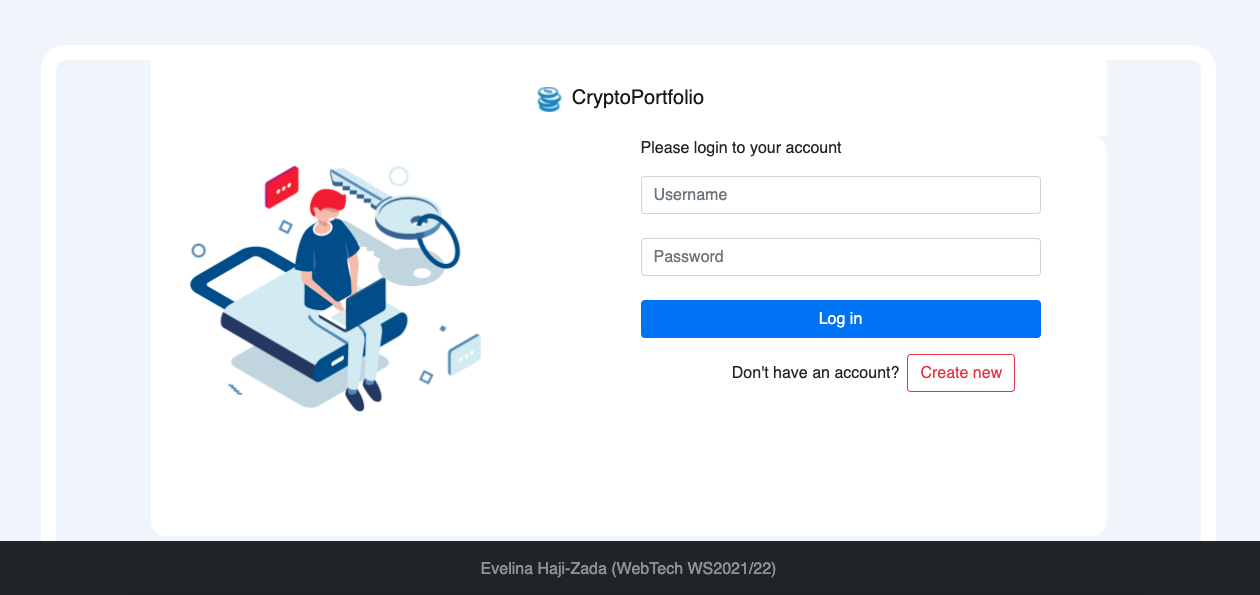 CryptoPortfolio
Please login to your account
Username
Password
Log in
Don't have an account? Create new
Evelina Haji-Zada (WebTech WS2021/22)